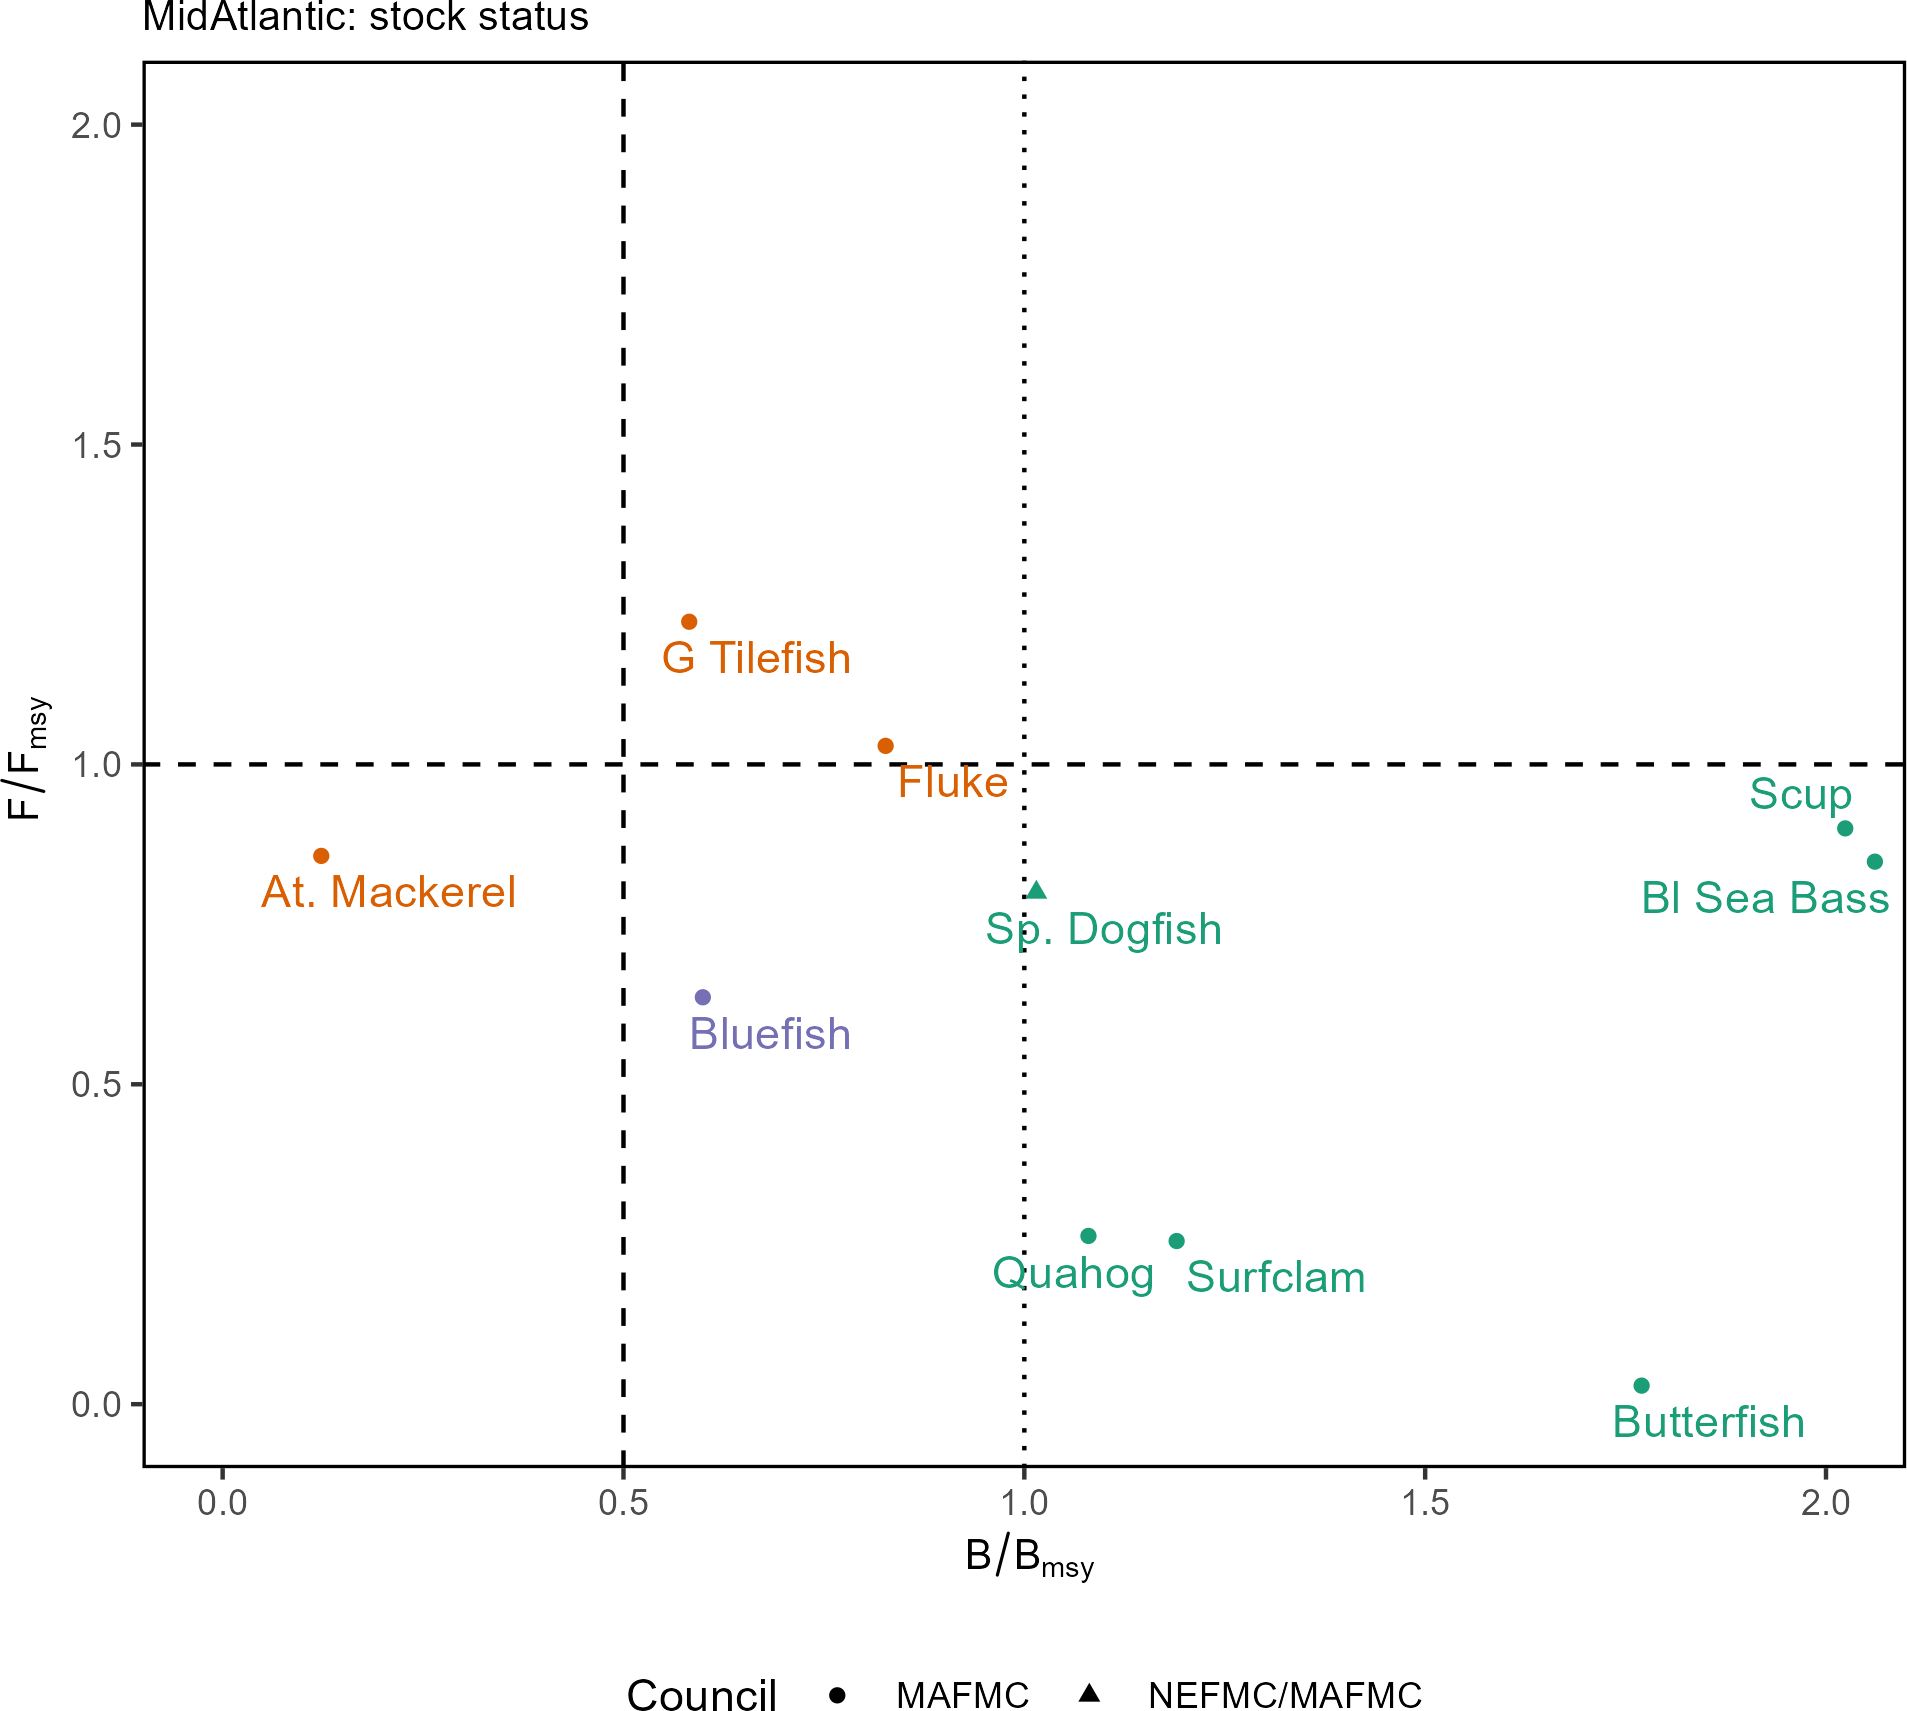 MidAtlantic: stock status
2.0
1.5
1.0
0.5
0.0
F/Fmsy
G Tilefish
Fluke
Scup
At. Mackerel
Bl Sea Bass
Sp. Dogfish
Bluefish
Quahog
Surfclam
Butterfish
0.0 0.5 1.0 1.5 2.0
B/Bmsy
Council MAFMC NEFMC/MAFMC